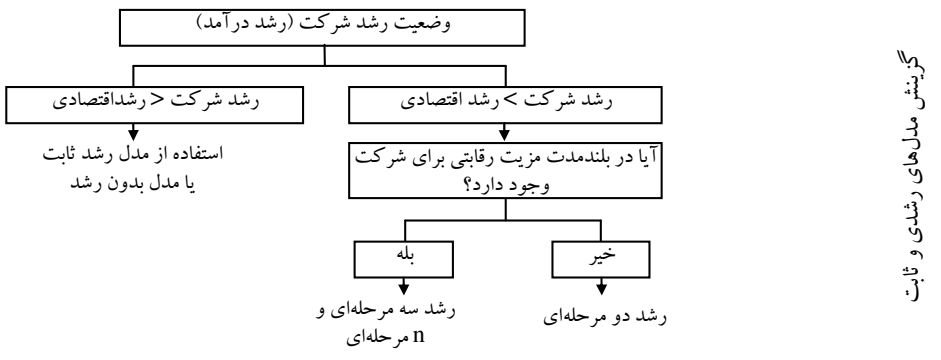 وضعیت رشد شرکت (رشد درآمد)
رشد شرکت > رشد اقتصادی
رشد شرکت < رشداقتصادی
آیا در بلندمدت مزیت رقابتی برای شرکت
وجود دارد؟
استفاده از مدل رشد ثابت
یا مدل بدون رشد
خیر
بله
رشد دو مرحله‌ای
رشد سه مرحله‌ای و
n مرحله‌ای
گزینش مدل‌های رشدی و ثابت